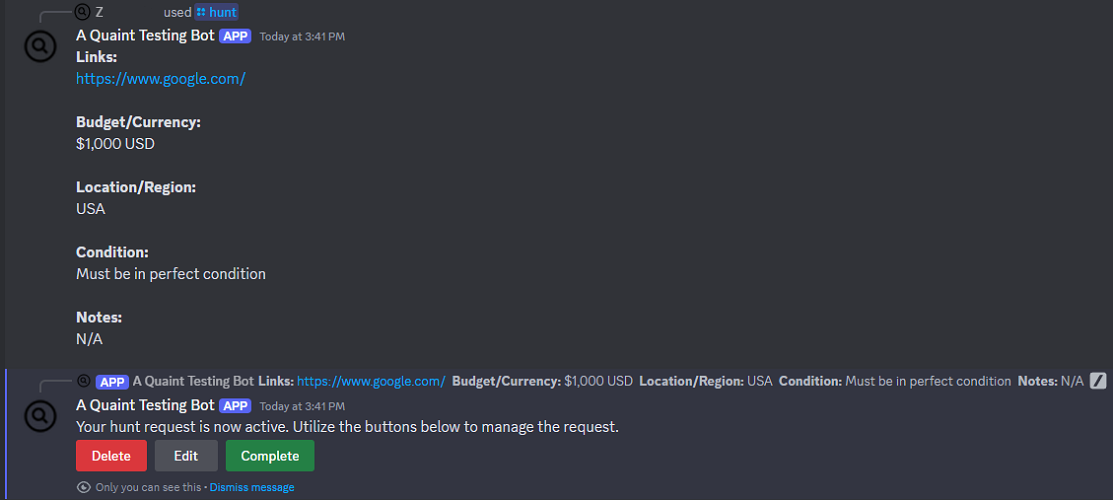 Z used hunt
A Quaint Testing Bot APP Today at 3:41 PM
Links:
https://www.google.com/
Budget/Currency:
$1,000 USD
Location/Region:
USA
Condition:
Must be in perfect condition
Notes:
N/A
APP A Quaint Testing Bot Links: https://www.google.com/ Budget/Currency: $1,000 USD Location/Region: USA Condition: Must be in perfect condition Notes: N/A
A Quaint Testing Bot APP Today at 3:41 PM
Your hunt request is now active. Utilize the buttons below to manage the request.
Delete Edit Complete
Only you can see this • Dismiss message